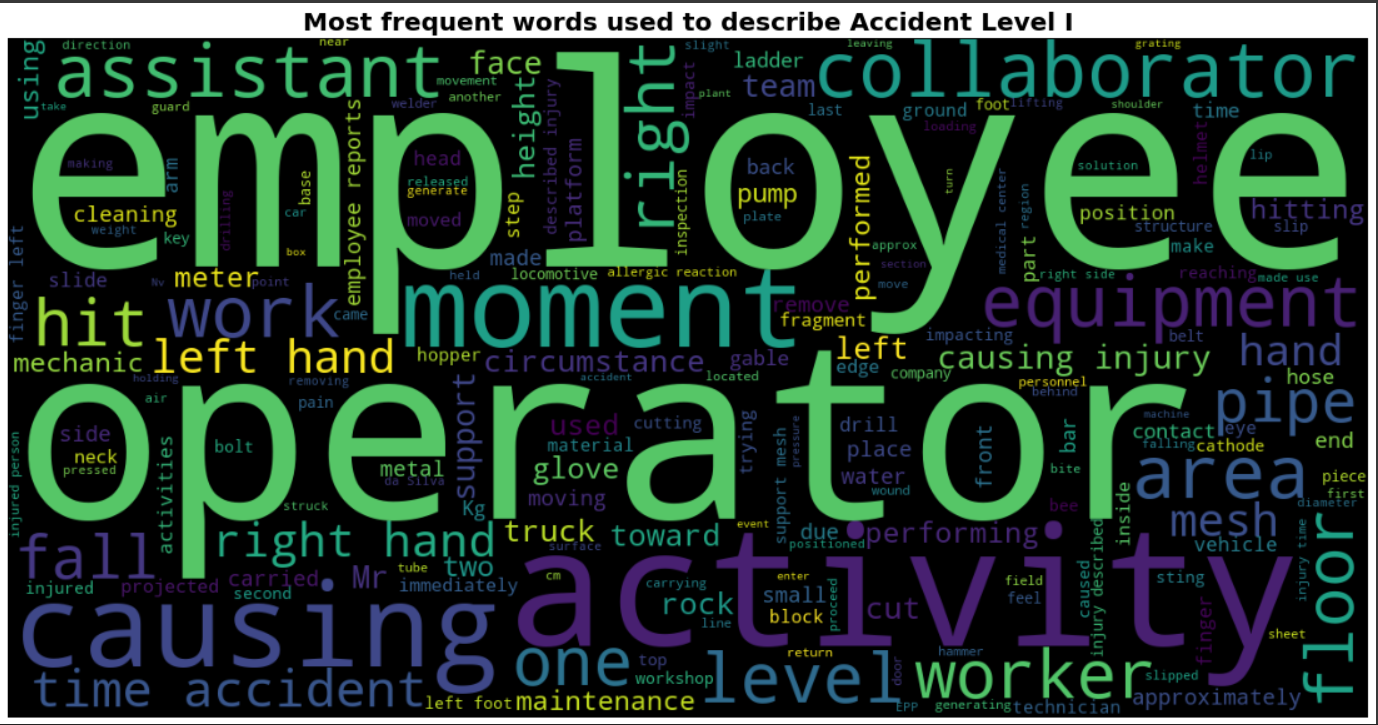 Most frequent words used to describe Accident Level I
direction
near
leaving
grating
using
assistant
face
movement
another
slight
ladder
team
collaborator
take
guard
welder
height
described injury
right
impact
plant
last
ground
foot
lifting
shoulder
time
loading
employee
making
arm
employee reports
head
released
generate
moved
base
car
box
drilling
cleaning
weight
key
step
platform
inspection
back
pump
plate
performed
turn
solution
position
helmet
lip
hitting
slip
structure
make
medical center
part
region
approx
section
move
right side
reaching
made use
made
locomotive
allergic reaction
held
finger left
slide
Nv
meter
point
hit
work
came
moment
remove
fragment
equipment
impacting
belt
mechanic
left hand
hopper
circumstance
gable
left
edge
company
causing injury
hand
hose
holding
removing
accident
located
personnel
behind
operator
air
pain
side
neck
pressed
bolt
activities
support
metal
da Silva
used
cutting
material
glove
moving
trying
support mesh
pressure
drill
place
water
wound
front
bar
bite
machine
contact
eye
falling
cathode
pipe
end
area
piece
first
diameter
injured person
struck
Kg
truck
surface
toward
event
due
positioned
performing
bee
inside
mesh
vehicle
fall
right hand
two
injured
projected
carried
second
Mr
tube
immediately
activity
cm
carrying
rock
line
enter
small
block
proceed
cut
field
feel
caused
injury described
sting
finger
injury time
sheet
floor
causing
one
top
workshop
return
level
door
EPP
hammer
worker
slipped
generating
technician
approximately
time accident
left foot
maintenance